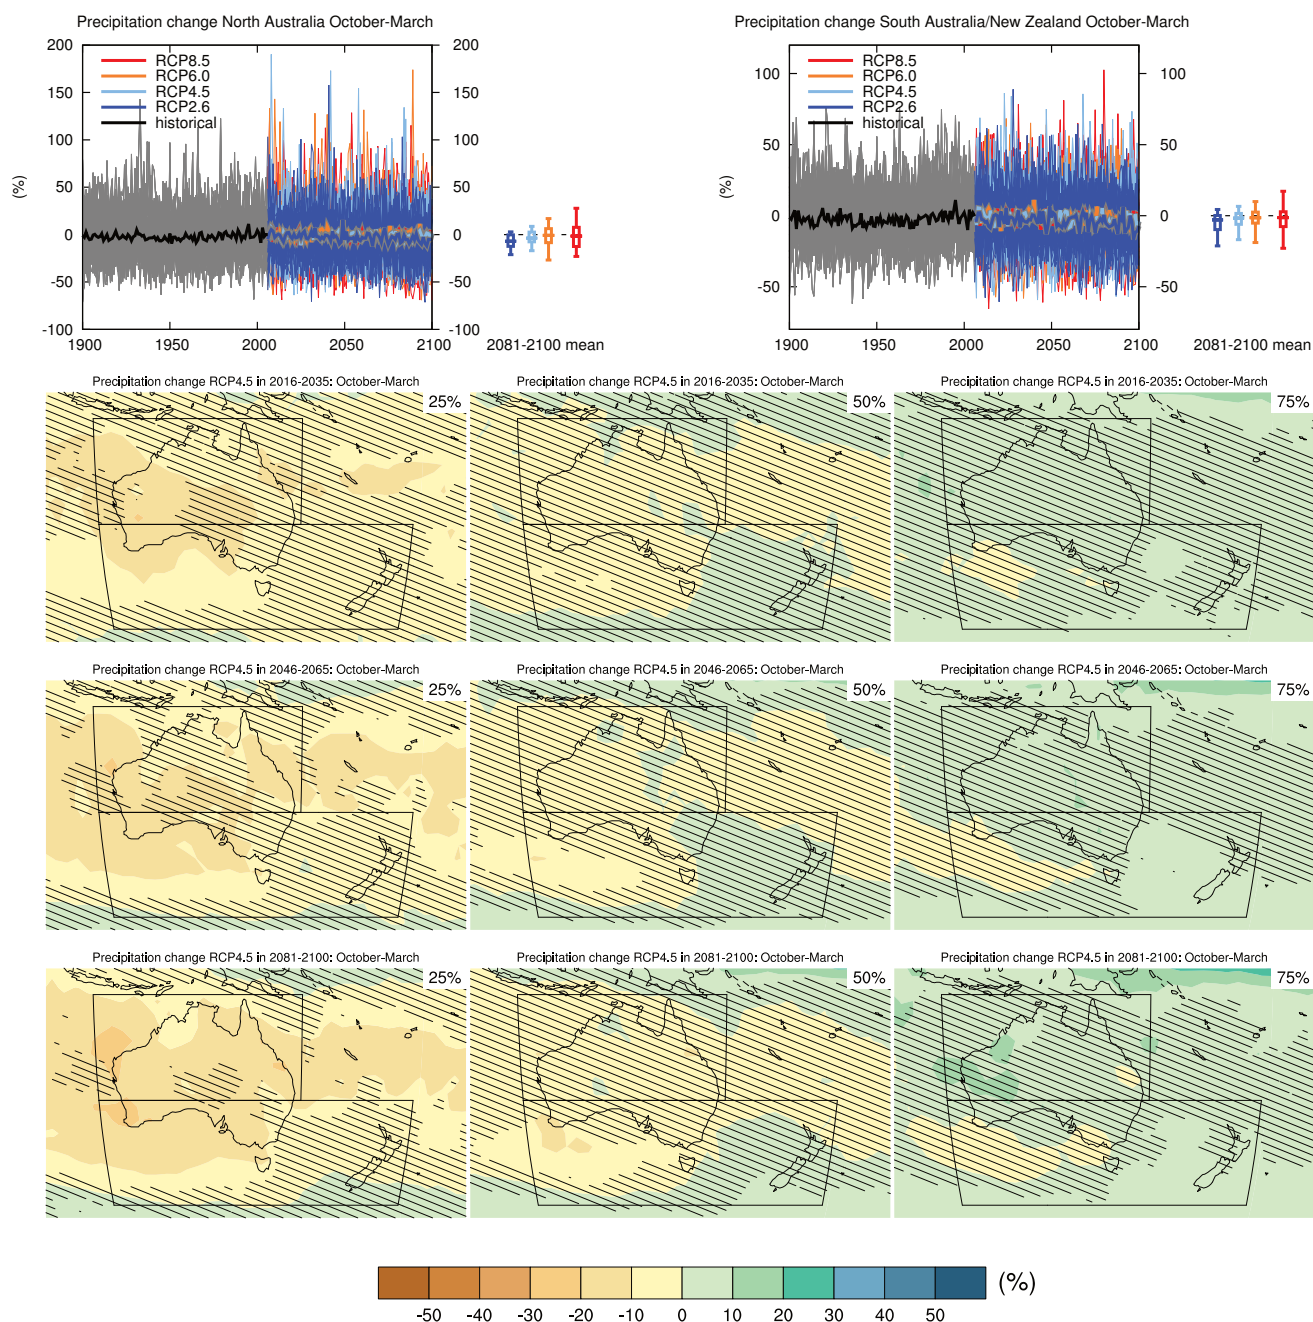 Precipitation change North Australia October-March
200
150
100
50
0
-50
-100
(%)
RCP8.5
RCP6.0
RCP4.5
RCP2.6
historical
200
150
100
50
0
-50
-100
1900 1950 2000 2050 2100
2081-2100 mean
Precipitation change South Australia/New Zealand October-March
100
50
0
-50
(%)
RCP8.5
RCP6.0
RCP4.5
RCP2.6
historical
100
50
0
-50
1900 1950 2000 2050 2100
2081-2100 mean
Precipitation change RCP4.5 in 2016-2035: October-March
25%
Precipitation change RCP4.5 in 2016-2035: October-March
50%
Precipitation change RCP4.5 in 2016-2035: October-March
75%
Precipitation change RCP4.5 in 2046-2065: October-March
25%
Precipitation change RCP4.5 in 2046-2065: October-March
50%
Precipitation change RCP4.5 in 2046-2065: October-March
75%
Precipitation change RCP4.5 in 2081-2100: October-March
25%
Precipitation change RCP4.5 in 2081-2100: October-March
50%
Precipitation change RCP4.5 in 2081-2100: October-March
75%
(%)
-50 -40 -30 -20 -10 0 10 20 30 40 50